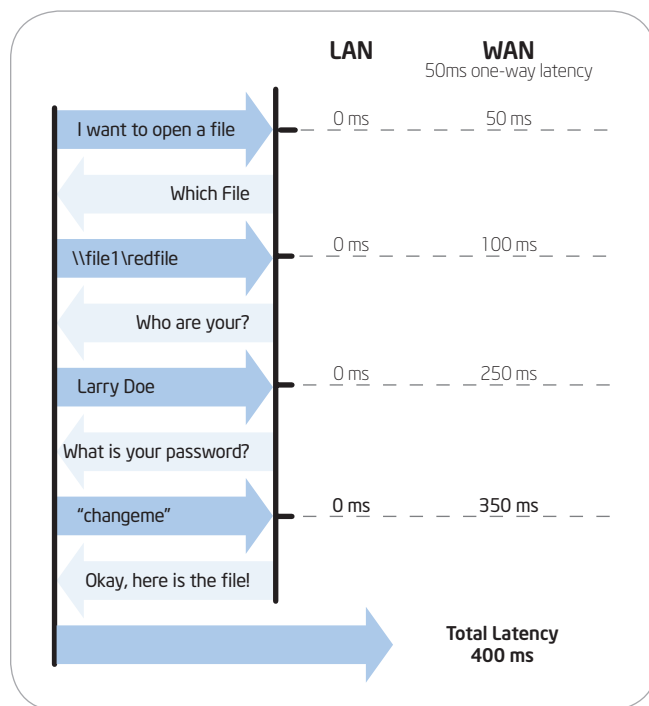 LAN WAN
50ms one-way latency
I want to open a file 0 ms 50 ms
Which File
\\file1\redfile 0 ms 100 ms
Who are your?
Larry Doe 0 ms 250 ms
What is your password?
“changeme” 0 ms 350 ms
Okay, here is the file!
Total Latency
400 ms